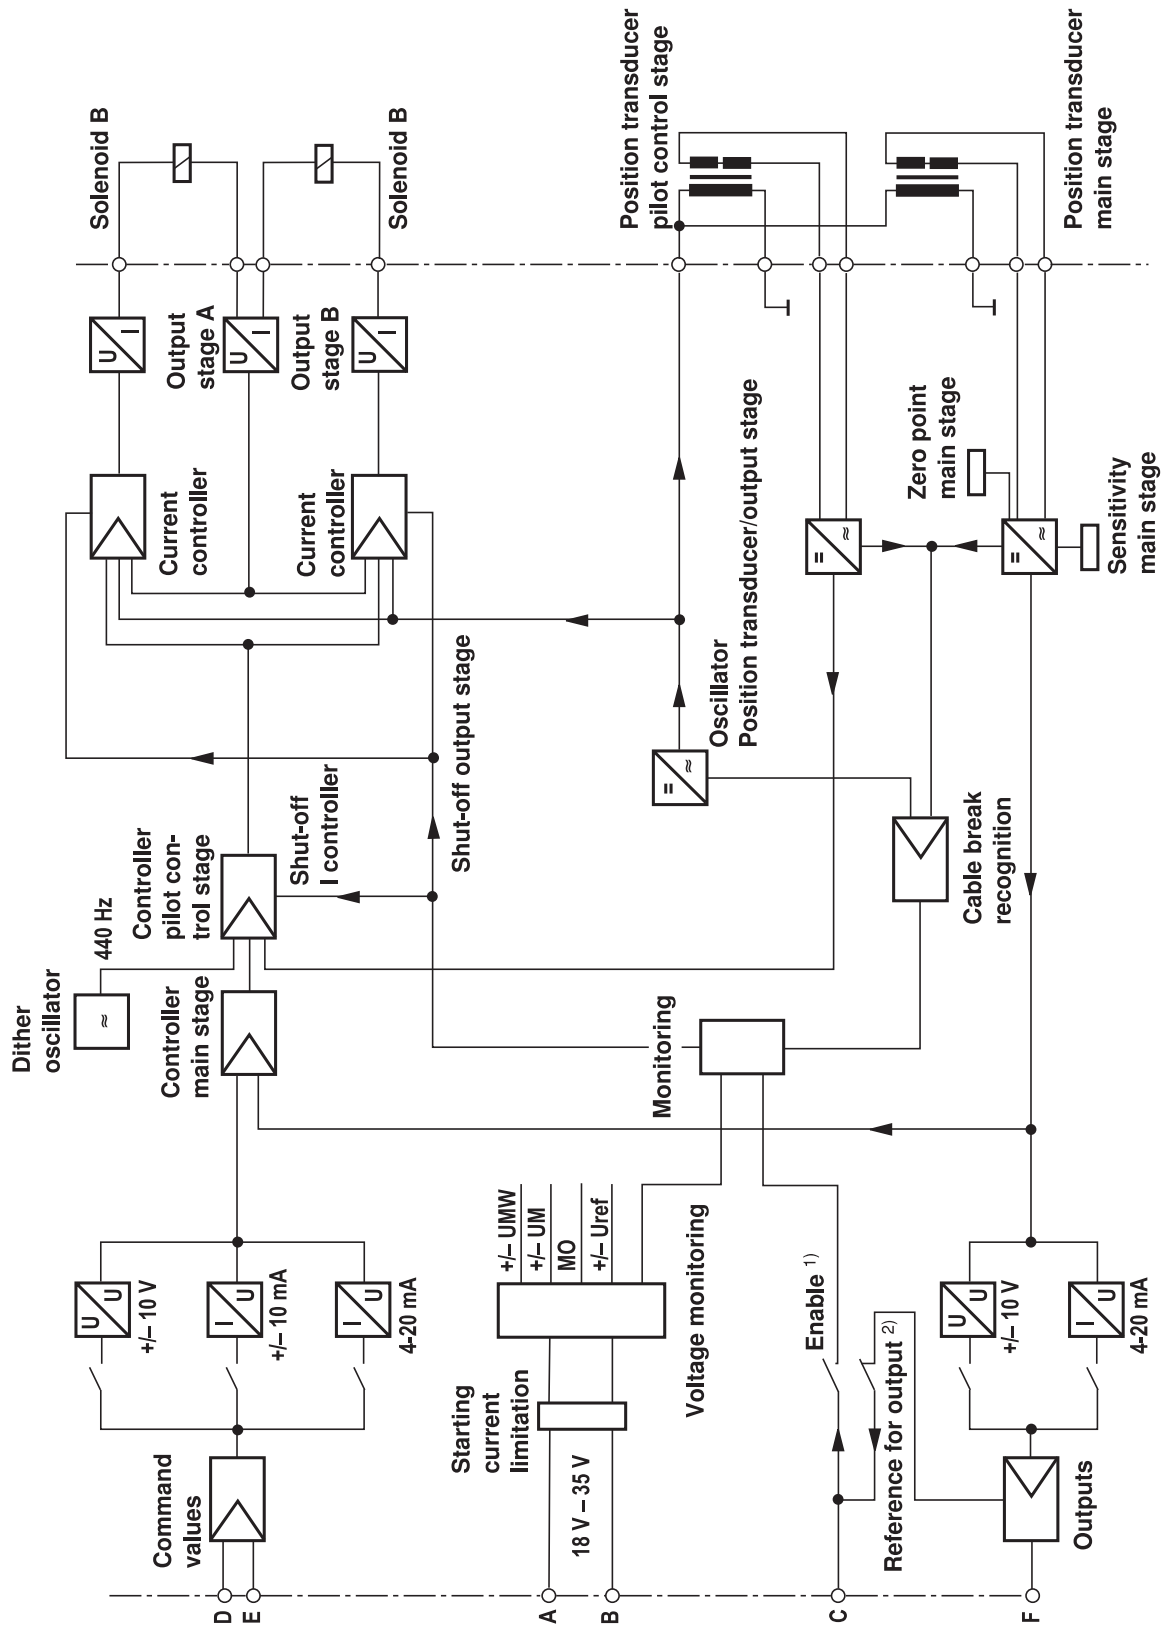 Dither
oscillator
440 Hz
Controller
pilot con-
trol stage
Controller
main stage
Command
values
D
E
+/– 10 V
U
U
+/– 10 mA
I
U
4-20 mA
I
U
Shut-off
I controller
Shut-off output stage
Current
controller
Current
controller
Output
stage A
Output
stage B
U
I
U
I
U
I
Solenoid B
Solenoid B
Position transducer
pilot control stage
Position transducer
main stage
Oscillator
Position transducer/output stage
= ≈
= ≈
= ≈
≈
Zero point
main stage
Sensitivity
main stage
Cable break
recognition
Monitoring
+/– UMW
+/– UM
MO
+/– Uref
Voltage monitoring
Starting
current
limitation
18 V – 35 V
A
B
Enable 1)
Reference for output 2)
C
+/– 10 V
U
U
4-20 mA
I
U
Outputs
F